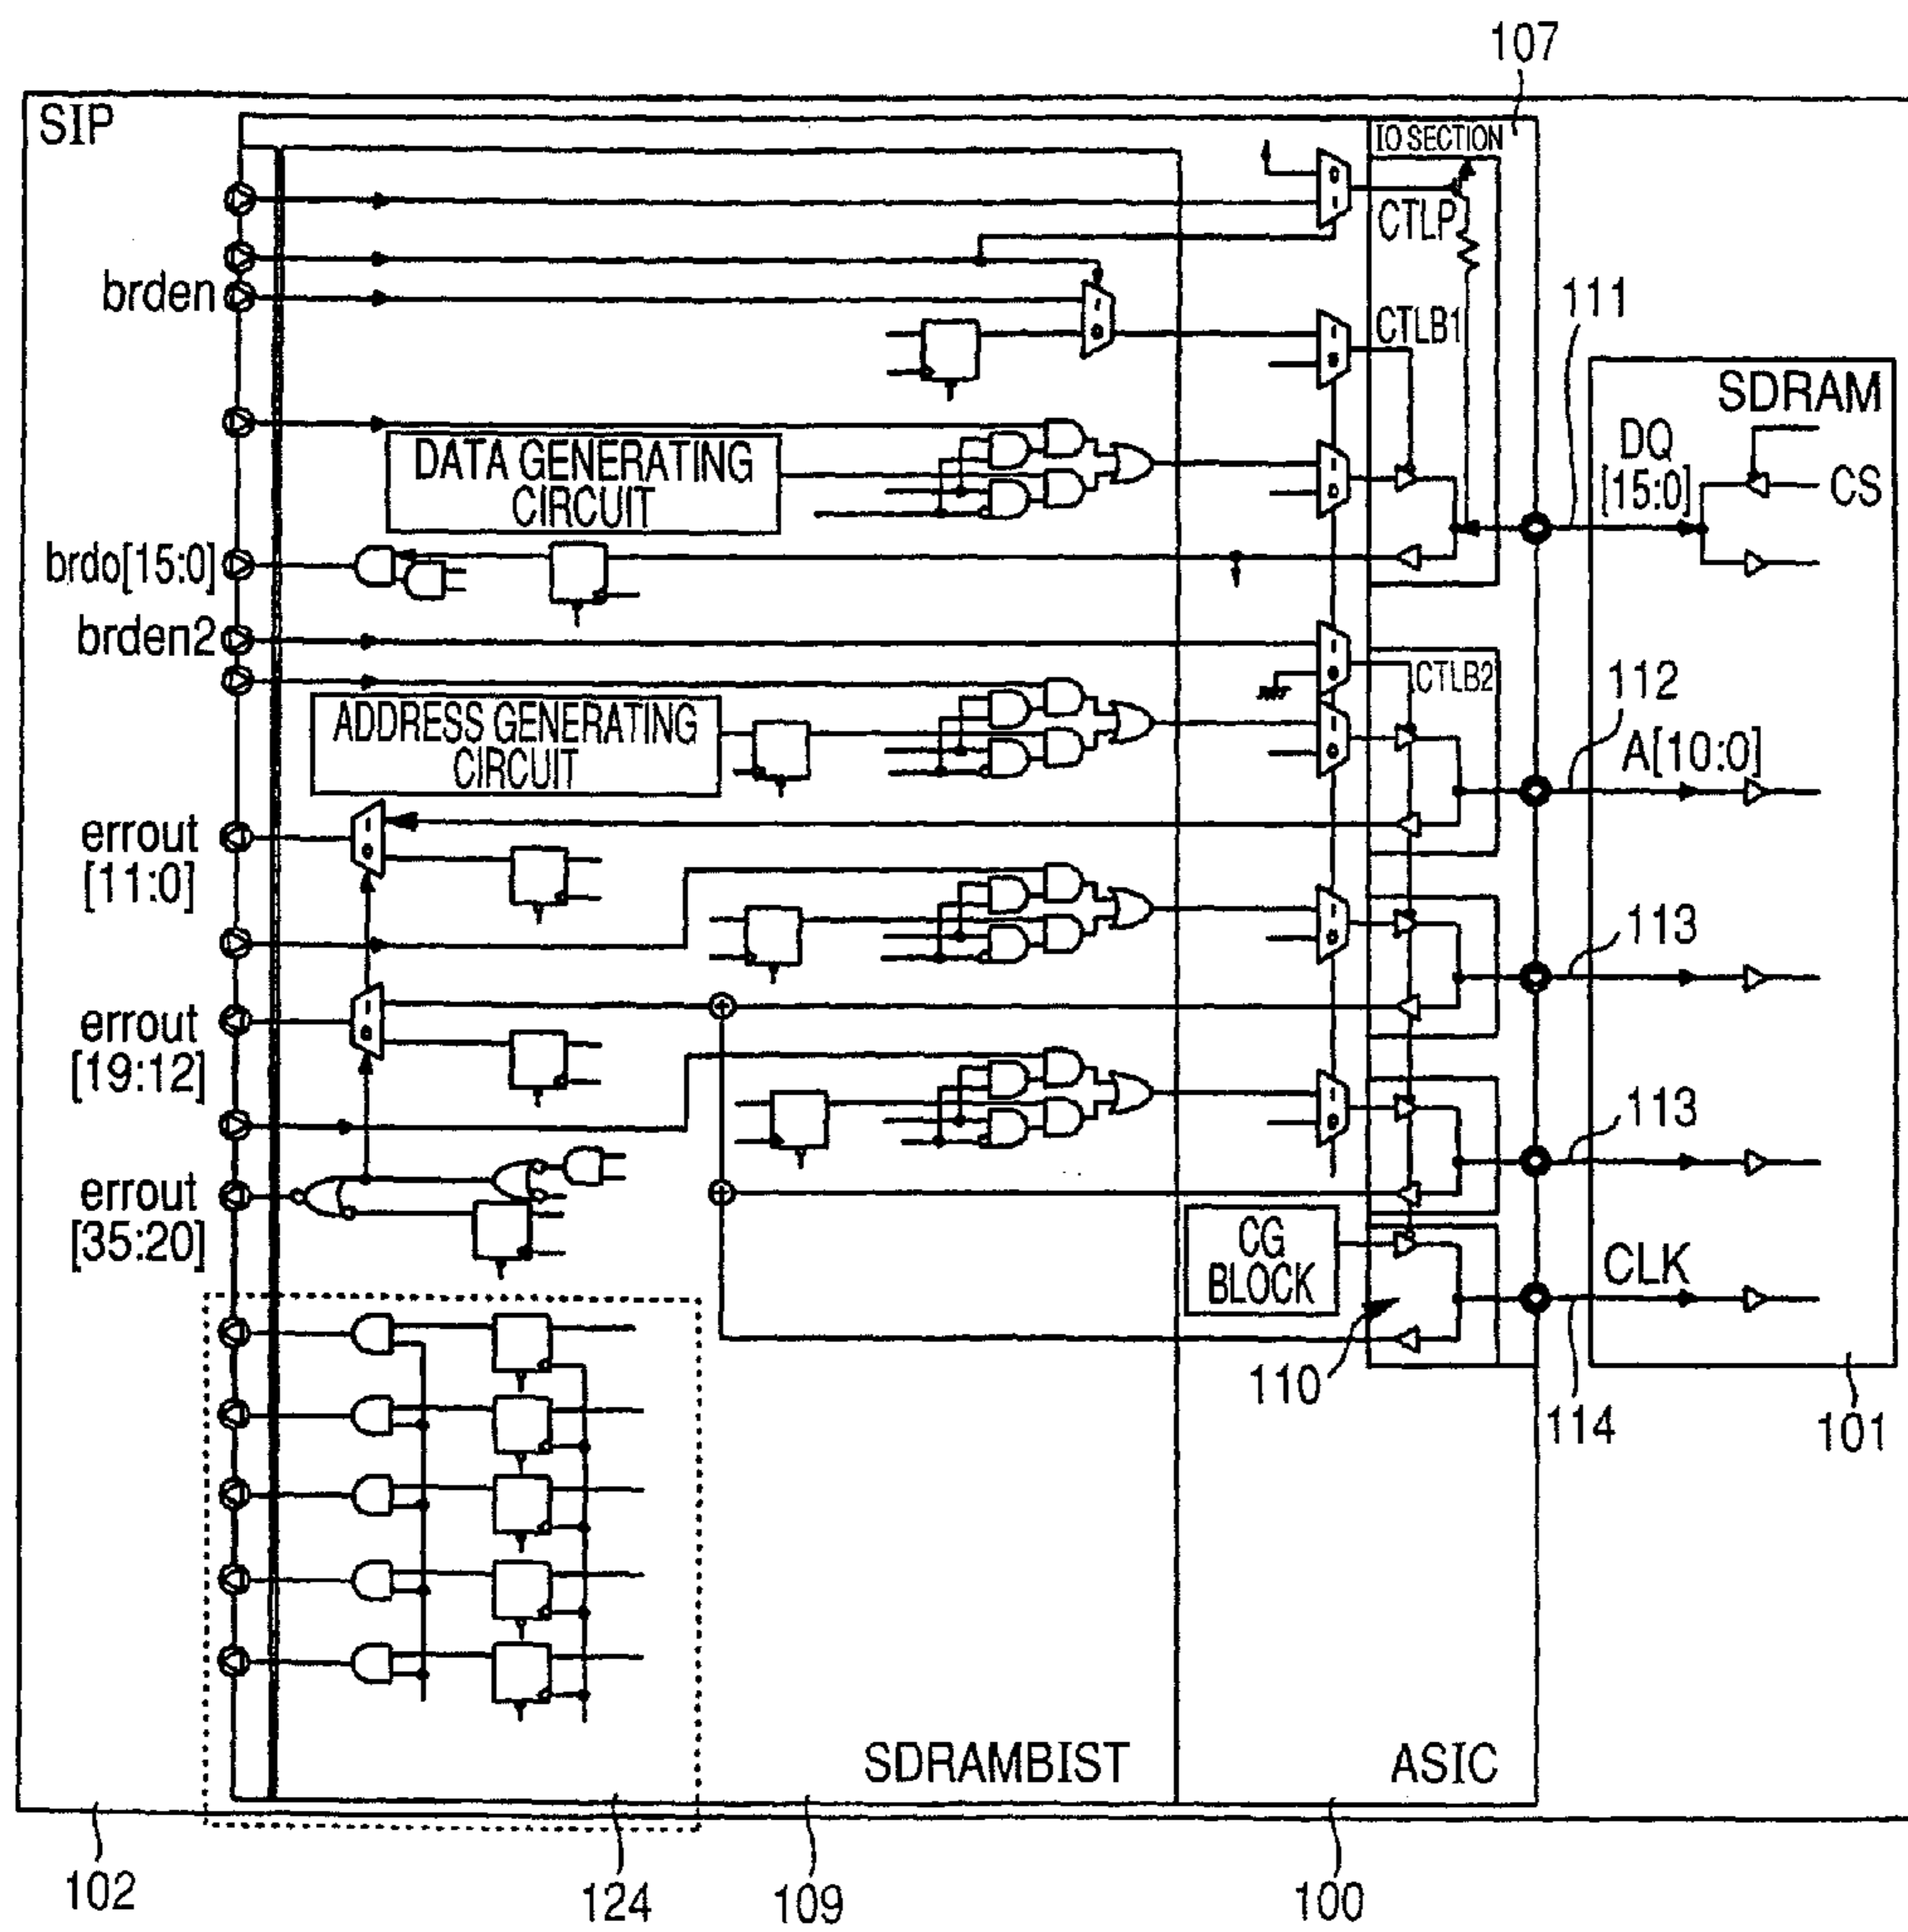 107
SIP
IO SECTION
CTLP
brden
CTLB1
111
SDRAM
DQ
[15:0]
CS
DATA GENERATING
CIRCUIT
brdo[15:0]
brden2
CTLB2
112
A[10:0]
ADDRESS GENERATING
CIRCUIT
errout
[11:0]
113
errout
[19:12]
113
errout
[35:20]
CG
BLOCK
CLK
110
114
101
SDRAMBIST
ASIC
102
124
109
100